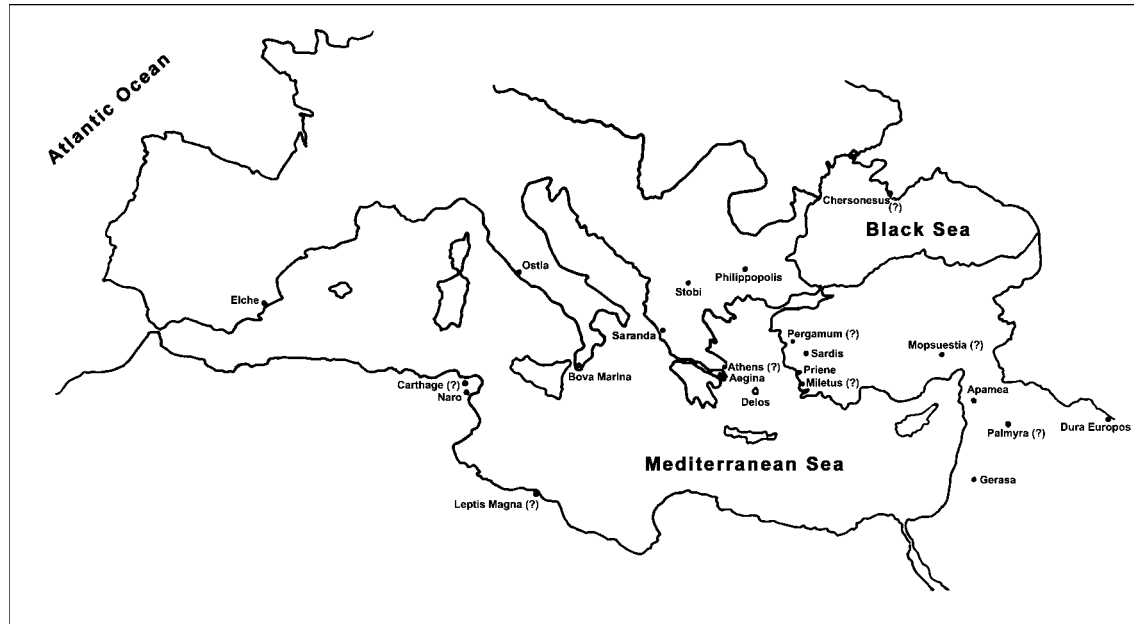 Atlantic Ocean
Chersonesus
(?)
Black Sea
Ostia
Philippopolis
Stobi
Elche
Saranda
Pergamum (?)
Mopsuestia (?)
Sardis
Athens (?)
Priene
Bova Marina
Aegina
Carthage (?)
Miletus (?)
Apamea
Naro
Delos
Dura Europos
Palmyra (?)
Mediterranean Sea
Gerasa
Leptis Magna (?)